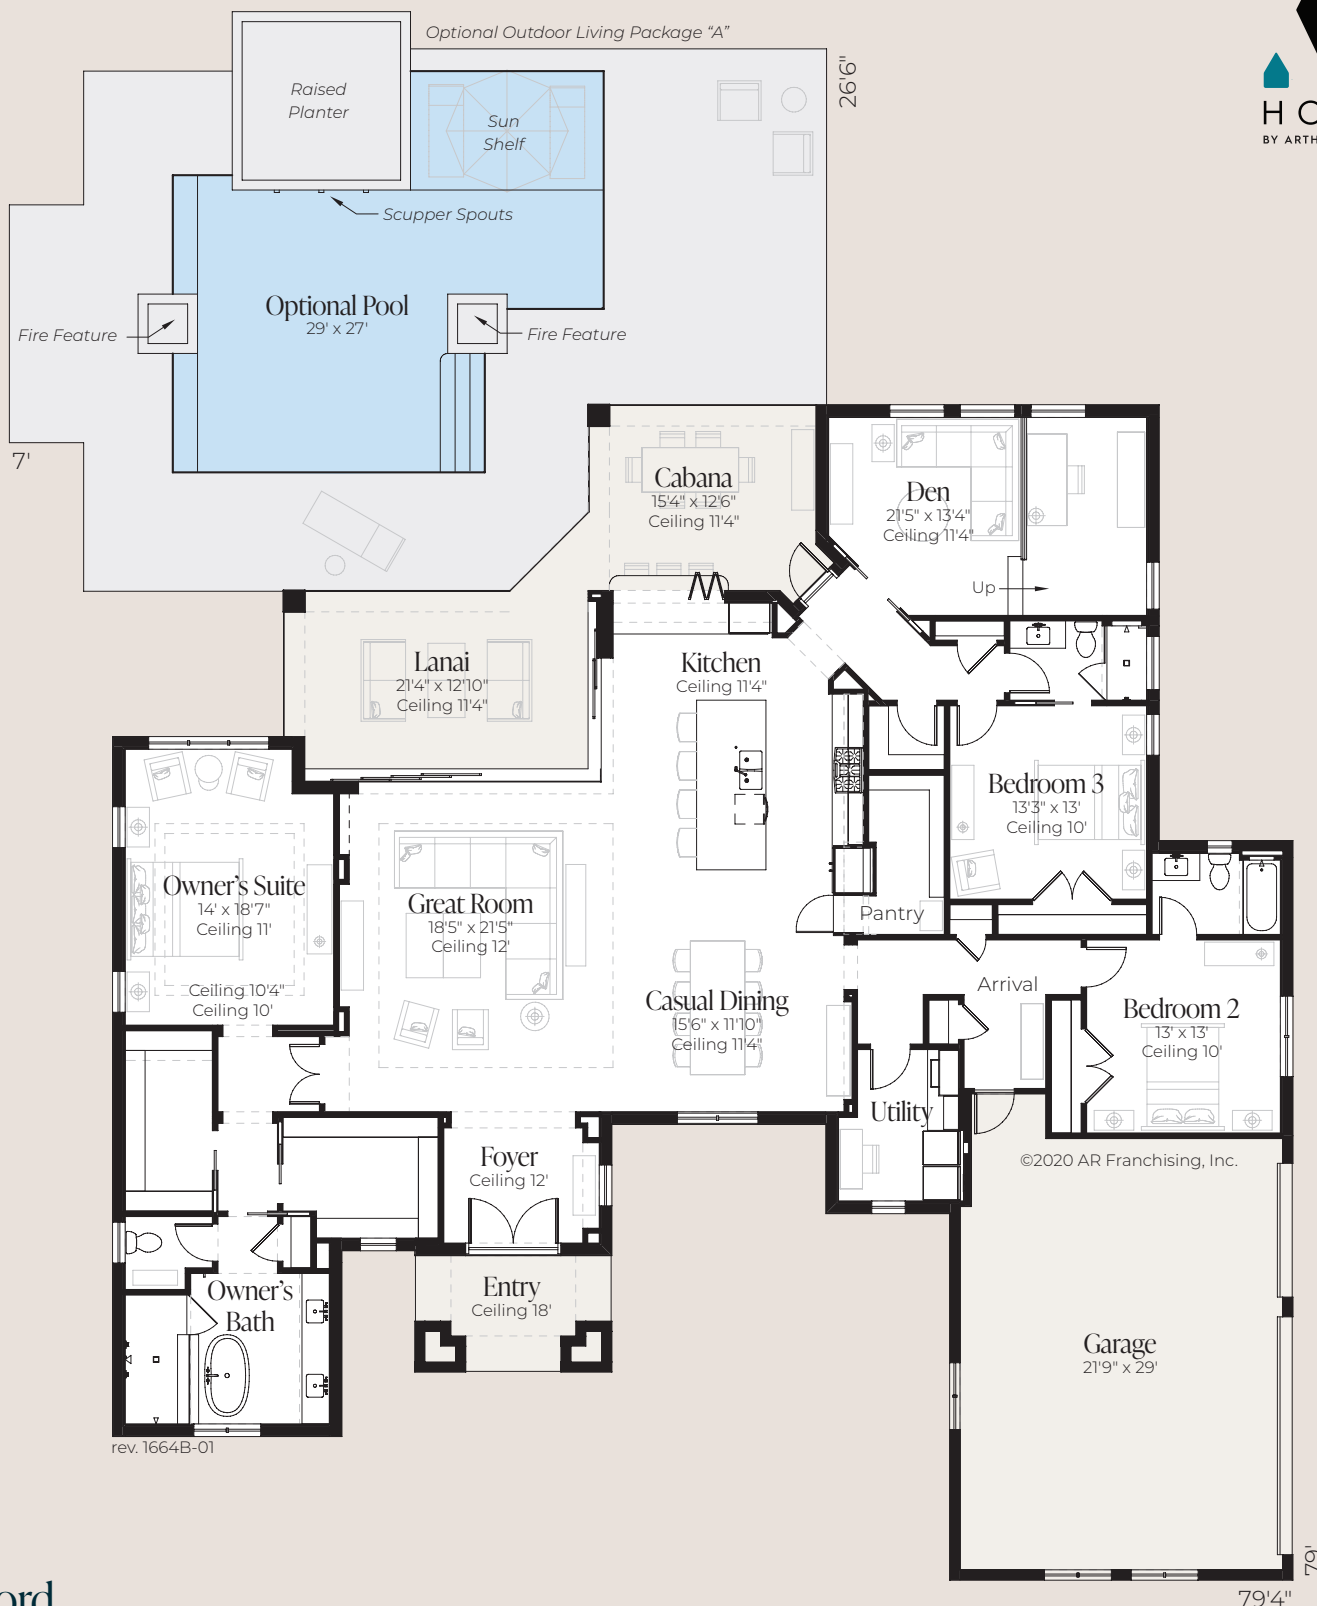 Optional Outdoor Living Package “A”
26'6"
HO
BY ARTH
Raised
Planter
Sun
Shelf
Scupper Spouts
Optional Pool
29' x 27'
Fire Feature
Fire Feature
7'
Cabana
15'4" x 12'6"
Ceiling 11'4"
Den
21'5" x 13'4"
Ceiling 11'4"
Up
Lanai
21'4" x 12'10"
Ceiling 11'4"
Kitchen
Ceiling 11'4"
Bedroom 3
13'3" x 13'
Ceiling 10'
Owner’s Suite
14' x 18'7"
Ceiling 11'
Ceiling 10'4"
Ceiling 10'
Great Room
18'5" x 21'5"
Ceiling 12'
Pantry
Casual Dining
15'6" x 11'10"
Ceiling 11'4"
Arrival
Bedroom 2
13' x 13'
Ceiling 10'
Utility
Foyer
Ceiling 12'
©2020 AR Franchising, Inc.
Owner’s
Bath
Entry
Ceiling 18'
Garage
21'9" x 29'
rev. 1664B-01
79'
79'4"
ord